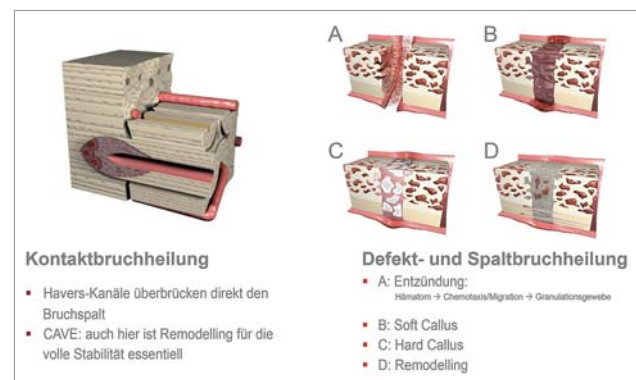 A
B
C
D
Kontaktbruchheilung
Havers-Kanäle überbrücken direkt den
Bruchspalt
CAVE: auch hier ist Remodelling für die
volle Stabilität essentiell
Defekt- und Spaltbruchheilung
A: Entzündung:
Hämatom → Chemotaxis/Migration → Granulationsgewebe
B: Soft Callus
C: Hard Callus
D: Remodelling